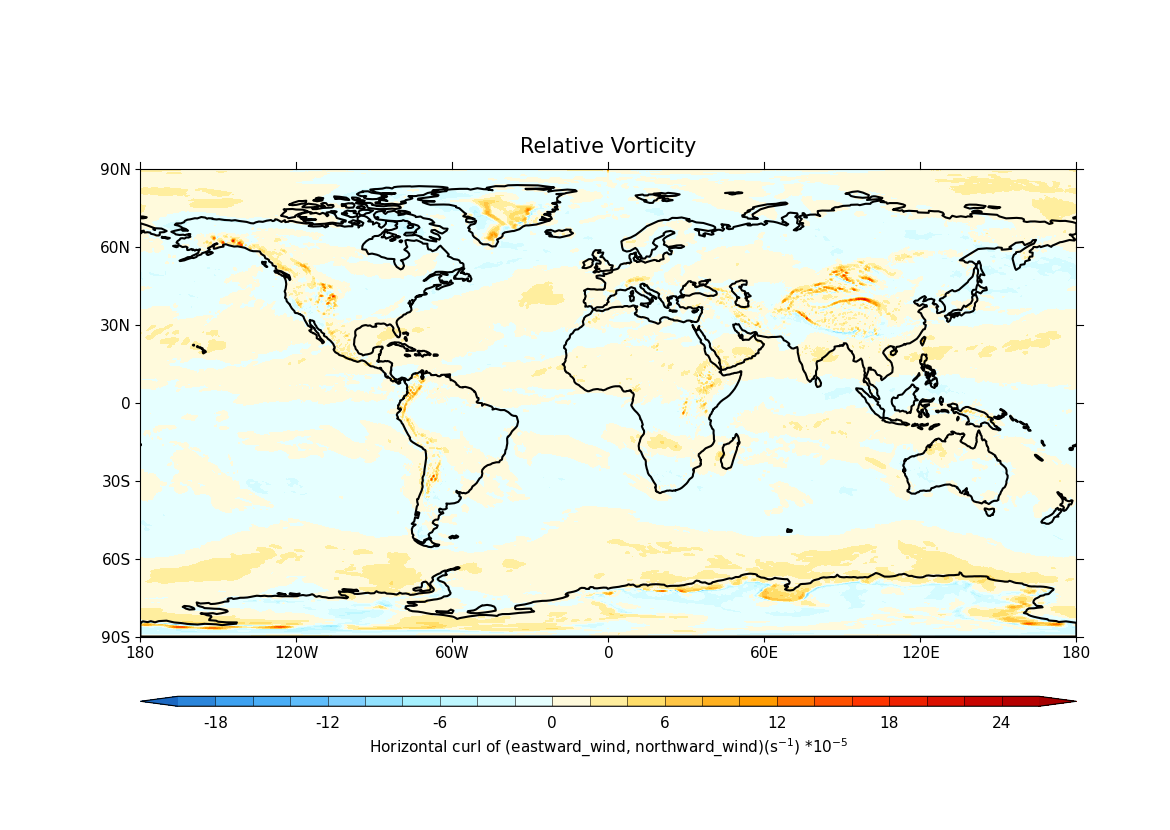 Relative Vorticity
90N
60N
30N
0
30S
60S
90S
180 120W 60W 0 60E 120E 180
-18 -12 -6 0 6 12 18 24
Horizontal curl of (eastward_wind, northward_wind)(s⁻¹) *10⁻⁵